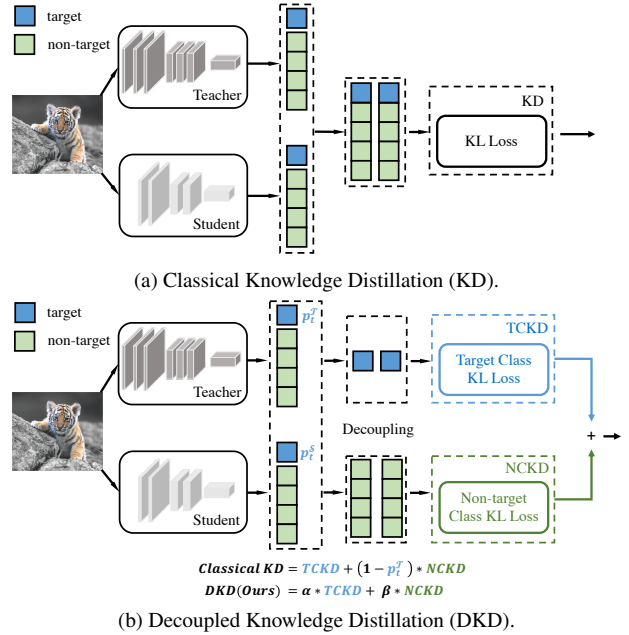 target
non-target
Teacher
Student
KD
KL Loss
(a) Classical Knowledge Distillation (KD).
target
non-target
Teacher
Student
p_t^𝒯
p_t^𝒮
Decoupling
TCKD
Target Class
KL Loss
+
NCKD
Non-target
Class KL Loss
Classical KD = TCKD + (1 − p_t^𝒯) * NCKD
DKD(Ours) = α * TCKD + β * NCKD
(b) Decoupled Knowledge Distillation (DKD).